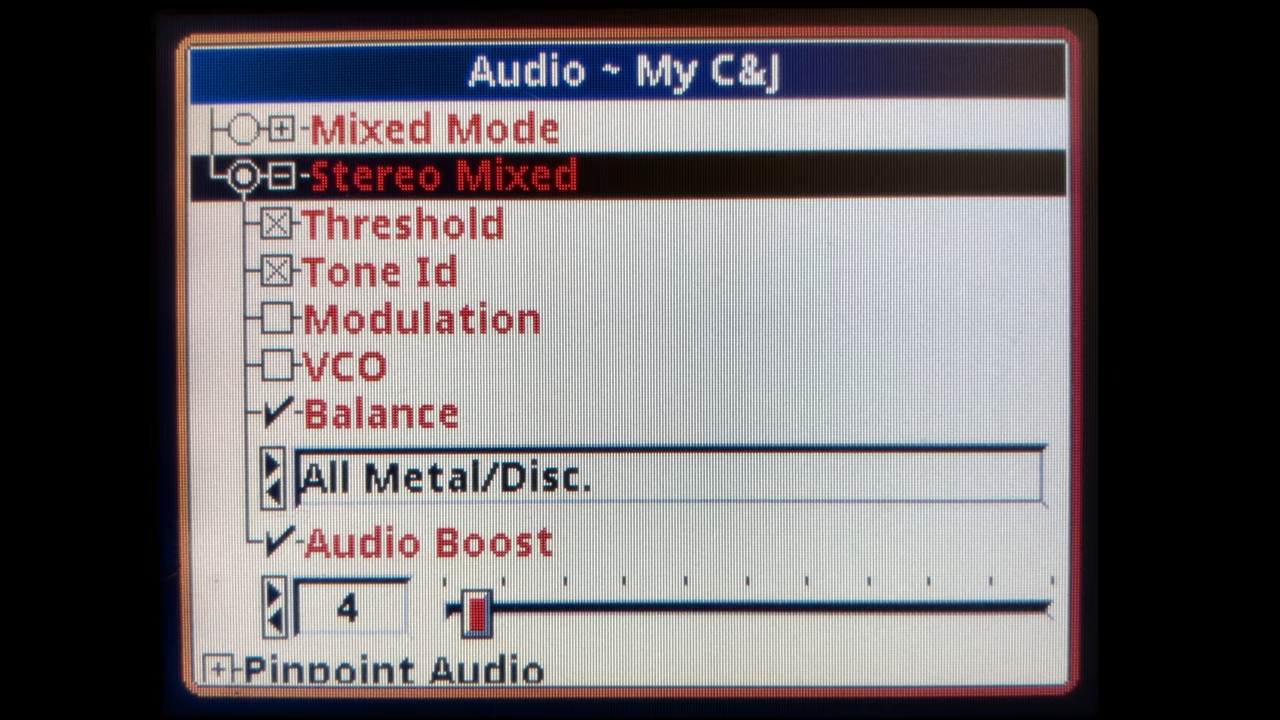 Audio ~ My C&J
Mixed Mode
Stereo Mixed
Threshold
Tone Id
Modulation
VCO
Balance
All Metal/Disc.
Audio Boost
4
Pinpoint Audio